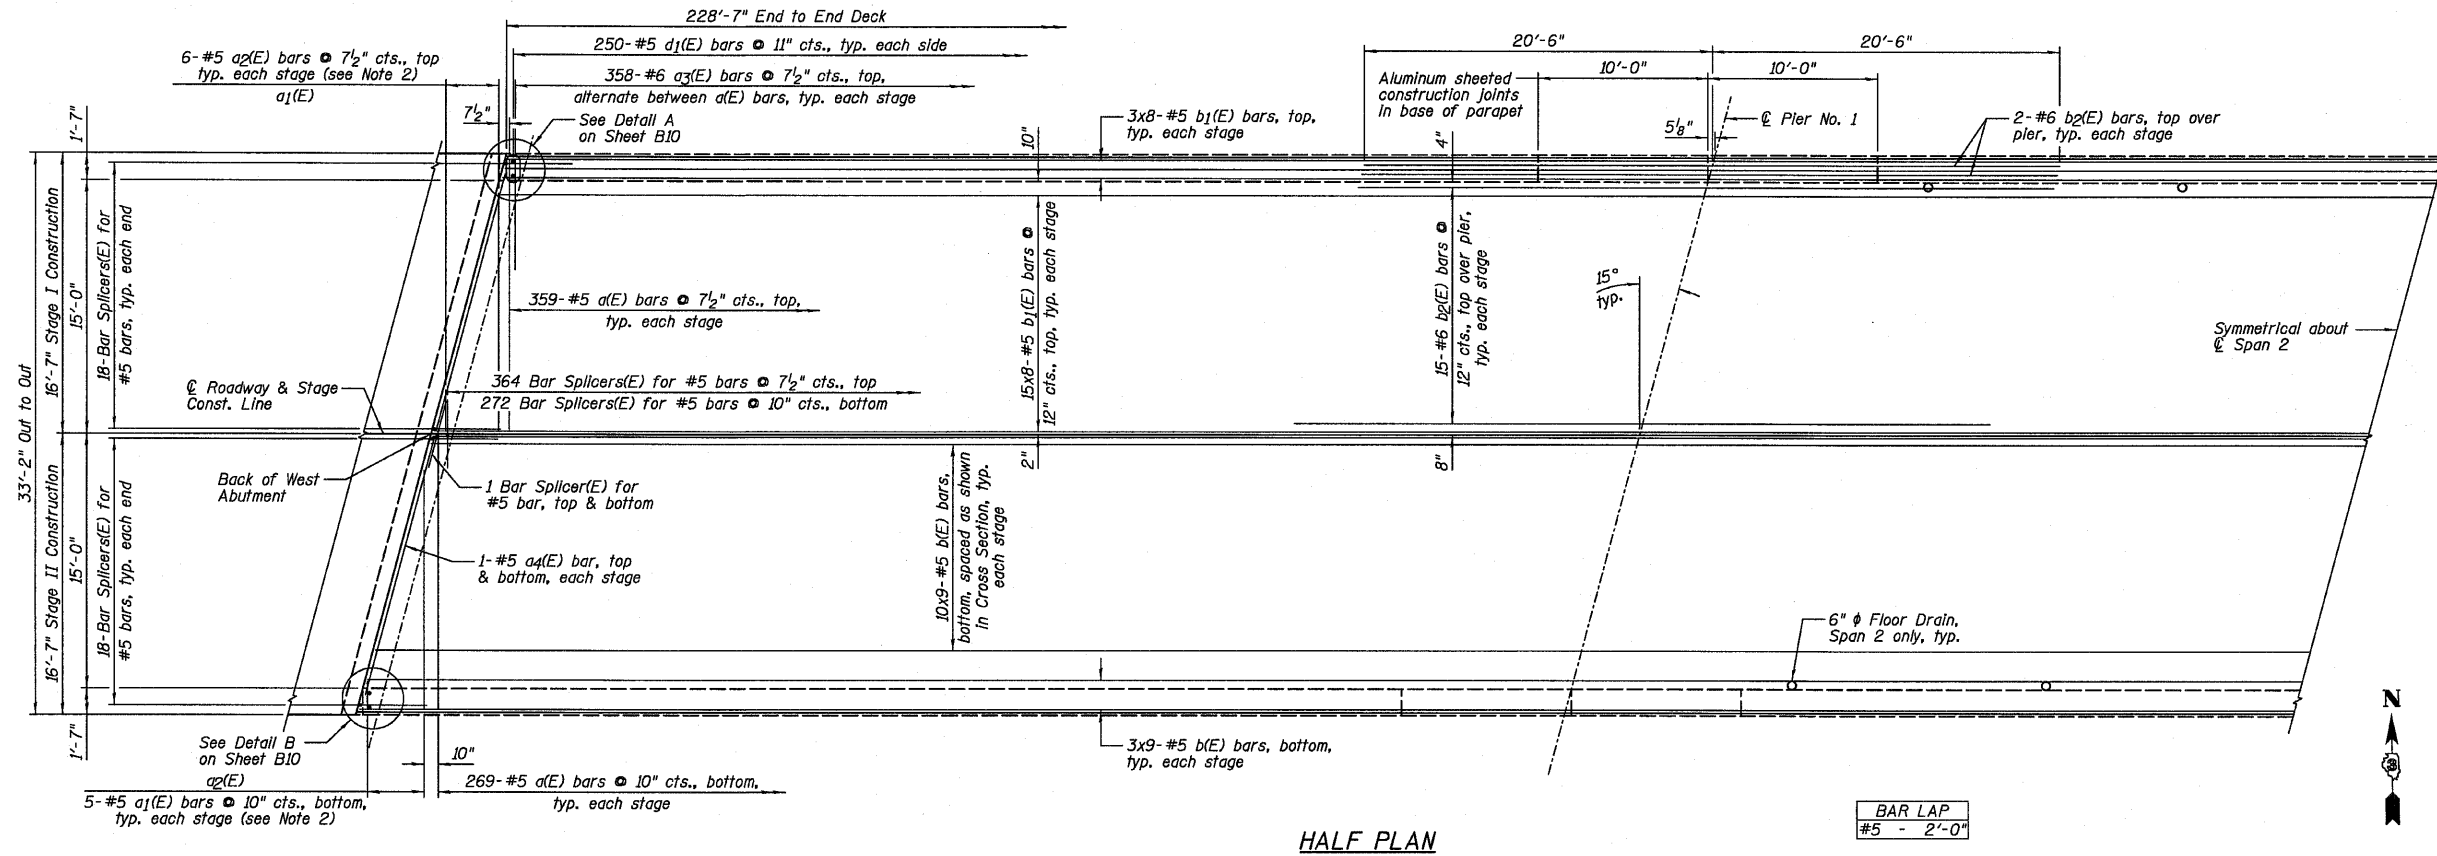 228'-7" End to End Deck
250-#5 d1(E) bars @ 11" cts., typ. each side
6-#5 a2(E) bars @ 7 1/2" cts., top
typ. each stage (see Note 2)
a1(E)
358-#6 a3(E) bars @ 7 1/2" cts., top,
alternate between a(E) bars, typ. each stage
7 1/2"
See Detail A
on Sheet B10
1'-7"
10"
3x8-#5 b1(E) bars, top,
typ. each stage
20'-6"
20'-6"
10'-0"
10'-0"
Aluminum sheeted
construction joints
in base of parapet
4"
5 1/8"
℄ Pier No. 1
2-#6 b2(E) bars, top over
pier, typ. each stage
33'-2" Out to Out
16'-7" Stage I Construction
15'-0"
18-Bar Splicers(E) for
#5 bars, typ. each end
359-#5 a(E) bars @ 7 1/2" cts., top,
typ. each stage
15x8-#5 b1(E) bars @
12" cts., top, typ. each stage
15-#6 b2(E) bars @
12" cts., top over pier,
typ. each stage
15°
typ.
Symmetrical about
℄ Span 2
℄ Roadway & Stage
Const. Line
364 Bar Splicers(E) for #5 bars @ 7 1/2" cts., top
272 Bar Splicers(E) for #5 bars @ 10" cts., bottom
2"
8"
16'-7" Stage II Construction
15'-0"
18-Bar Splicers(E) for
#5 bars, typ. each end
Back of West
Abutment
1 Bar Splicer(E) for
#5 bar, top & bottom
1-#5 a4(E) bar, top
& bottom, each stage
10x9-#5 b(E) bars,
bottom, spaced as shown
in Cross Section, typ.
each stage
6" φ Floor Drain,
Span 2 only, typ.
1'-7"
See Detail B
on Sheet B10
a2(E)
5-#5 a1(E) bars @ 10" cts., bottom,
typ. each stage (see Note 2)
10"
269-#5 a(E) bars @ 10" cts., bottom,
typ. each stage
3x9-#5 b(E) bars, bottom,
typ. each stage
N
BAR LAP
#5 - 2'-0"
HALF PLAN